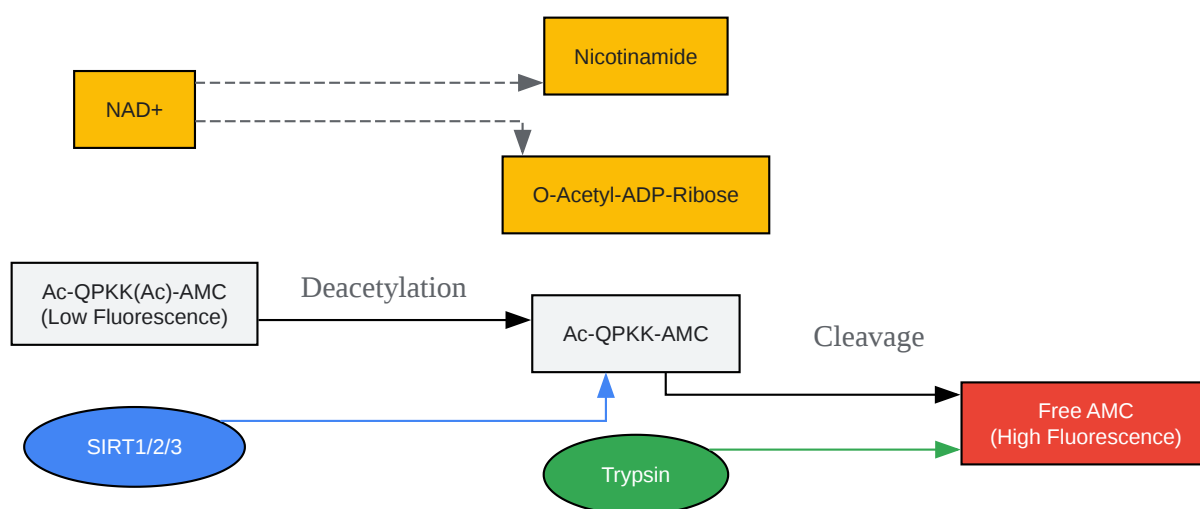 Nicotinamide
NAD+
O-Acetyl-ADP-Ribose
Ac-QPKK(Ac)-AMC
(Low Fluorescence)
Deacetylation
Ac-QPKK-AMC
Cleavage
Free AMC
(High Fluorescence)
SIRT1/2/3
Trypsin